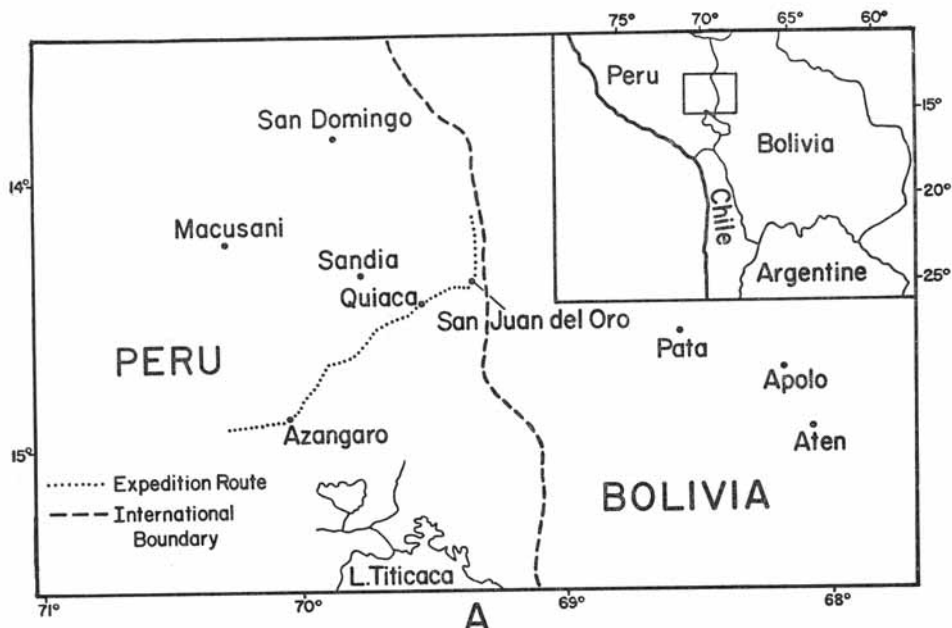 75° 70° 65° 60°
Peru
15°
Bolivia
20°
Chile
25°
Argentine
San Domingo
14°
Macusani
Sandia
Quiaca
San Juan del Oro
PERU
Pata
Apolo
Azangaro
Aten
15°
Expedition Route
BOLIVIA
International
Boundary
L. Titicaca
71° 70° 69° 68°
A